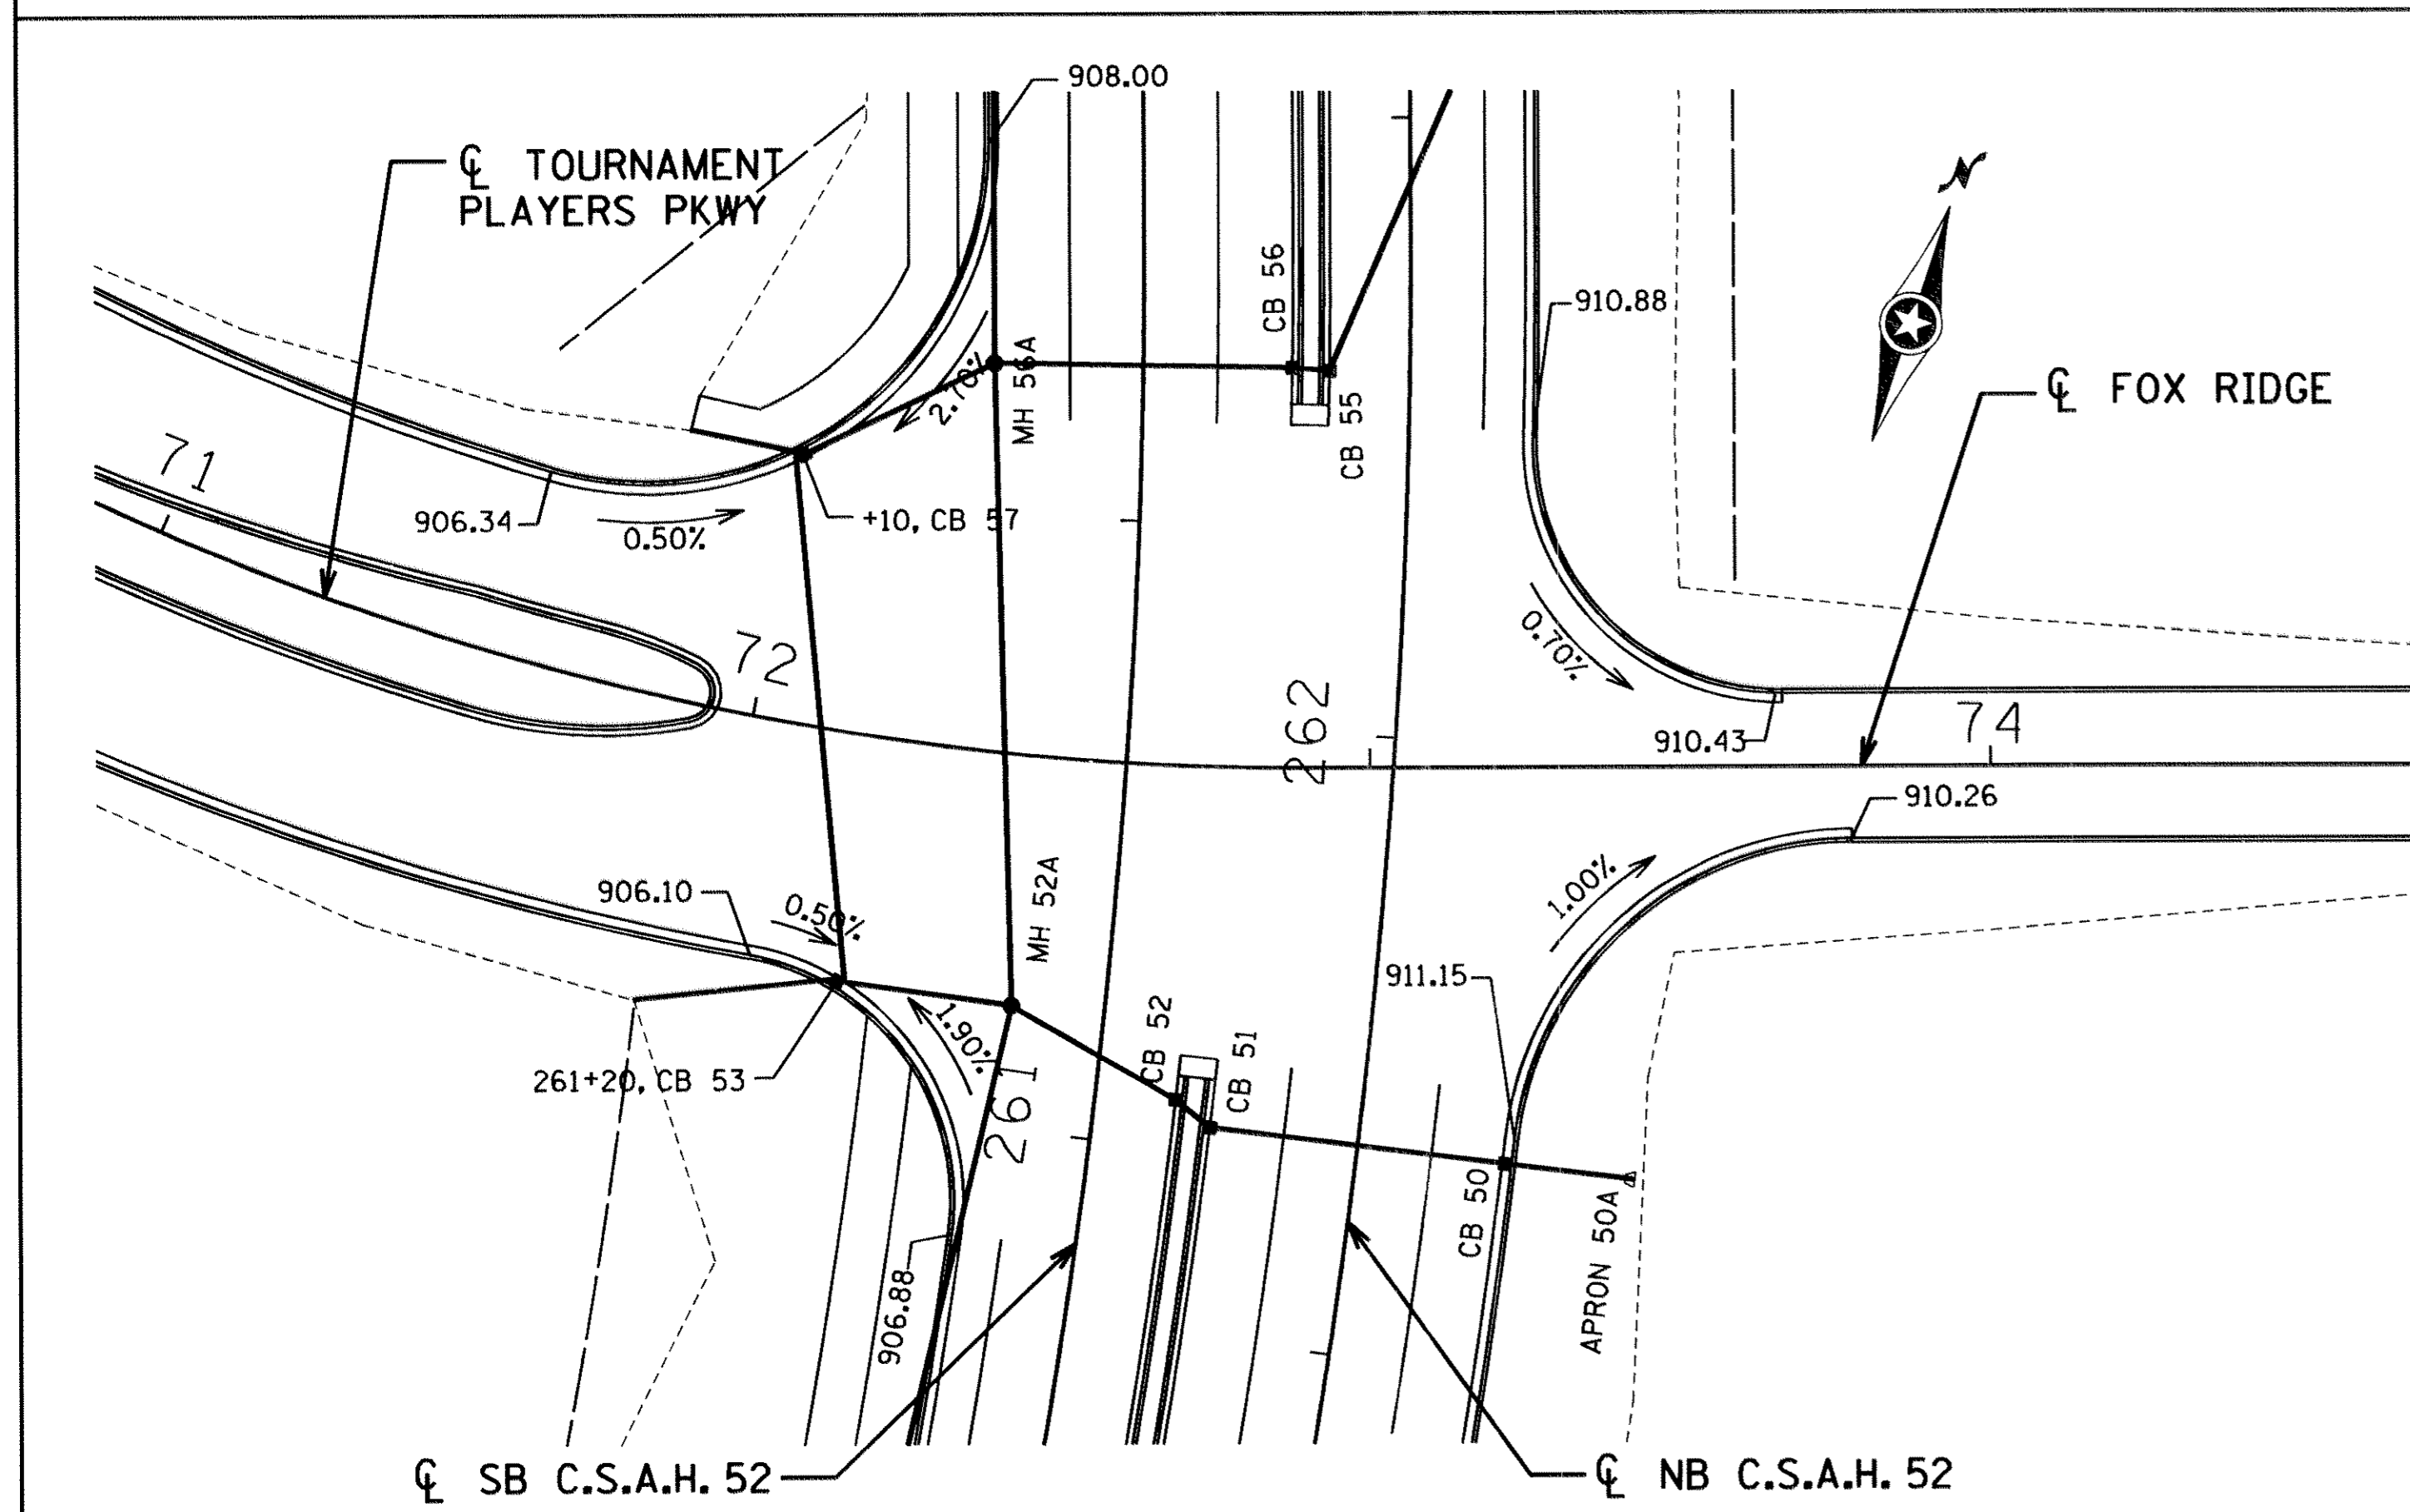 908.00
℄ TOURNAMENT
PLAYERS PKWY
N
CB 56
910.88
2.70%
MH 56A
CB 55
℄ FOX RIDGE
71
906.34
0.50%
+10, CB 57
0.70%
72
262
910.43
74
910.26
906.10
0.50%
MH 52A
1.00%
911.15
1.90%
CB 52
CB 51
261+20, CB 53
261
CB 50
APRON 50A
906.88
℄ SB C.S.A.H. 52
℄ NB C.S.A.H. 52